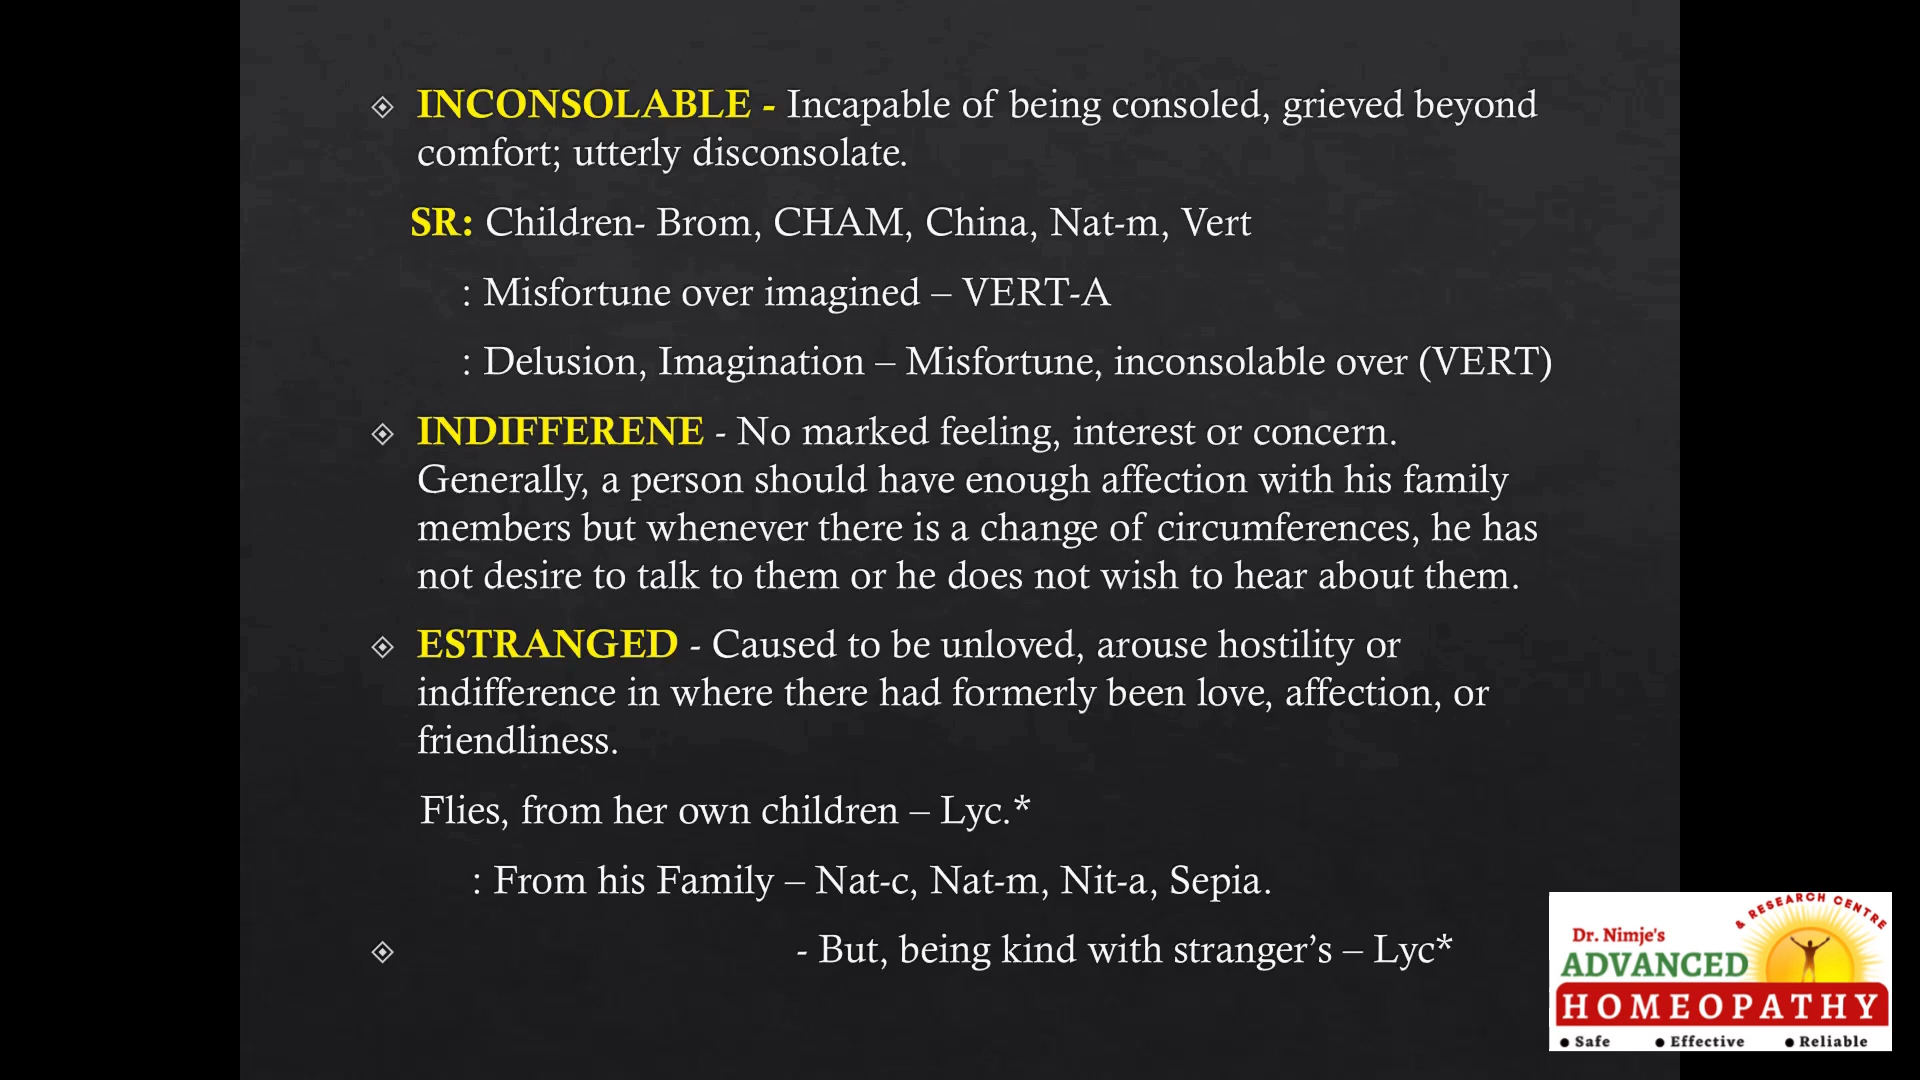 INCONSOLABLE - Incapable of being consoled, grieved beyond
comfort; utterly disconsolate.
SR: Children- Brom, CHAM, China, Nat-m, Vert
: Misfortune over imagined – VERT-A
: Delusion, Imagination – Misfortune, inconsolable over (VERT)
INDIFFERENE - No marked feeling, interest or concern.
Generally, a person should have enough affection with his family
members but whenever there is a change of circumferences, he has
not desire to talk to them or he does not wish to hear about them.
ESTRANGED - Caused to be unloved, arouse hostility or
indifference in where there had formerly been love, affection, or
friendliness.
Flies, from her own children – Lyc.*
: From his Family – Nat-c, Nat-m, Nit-a, Sepia.
- But, being kind with stranger’s – Lyc*
& RESEARCH CENTRE
Dr. Nimje's
ADVANCED
HOMEOPATHY
● Safe ● Effective ● Reliable